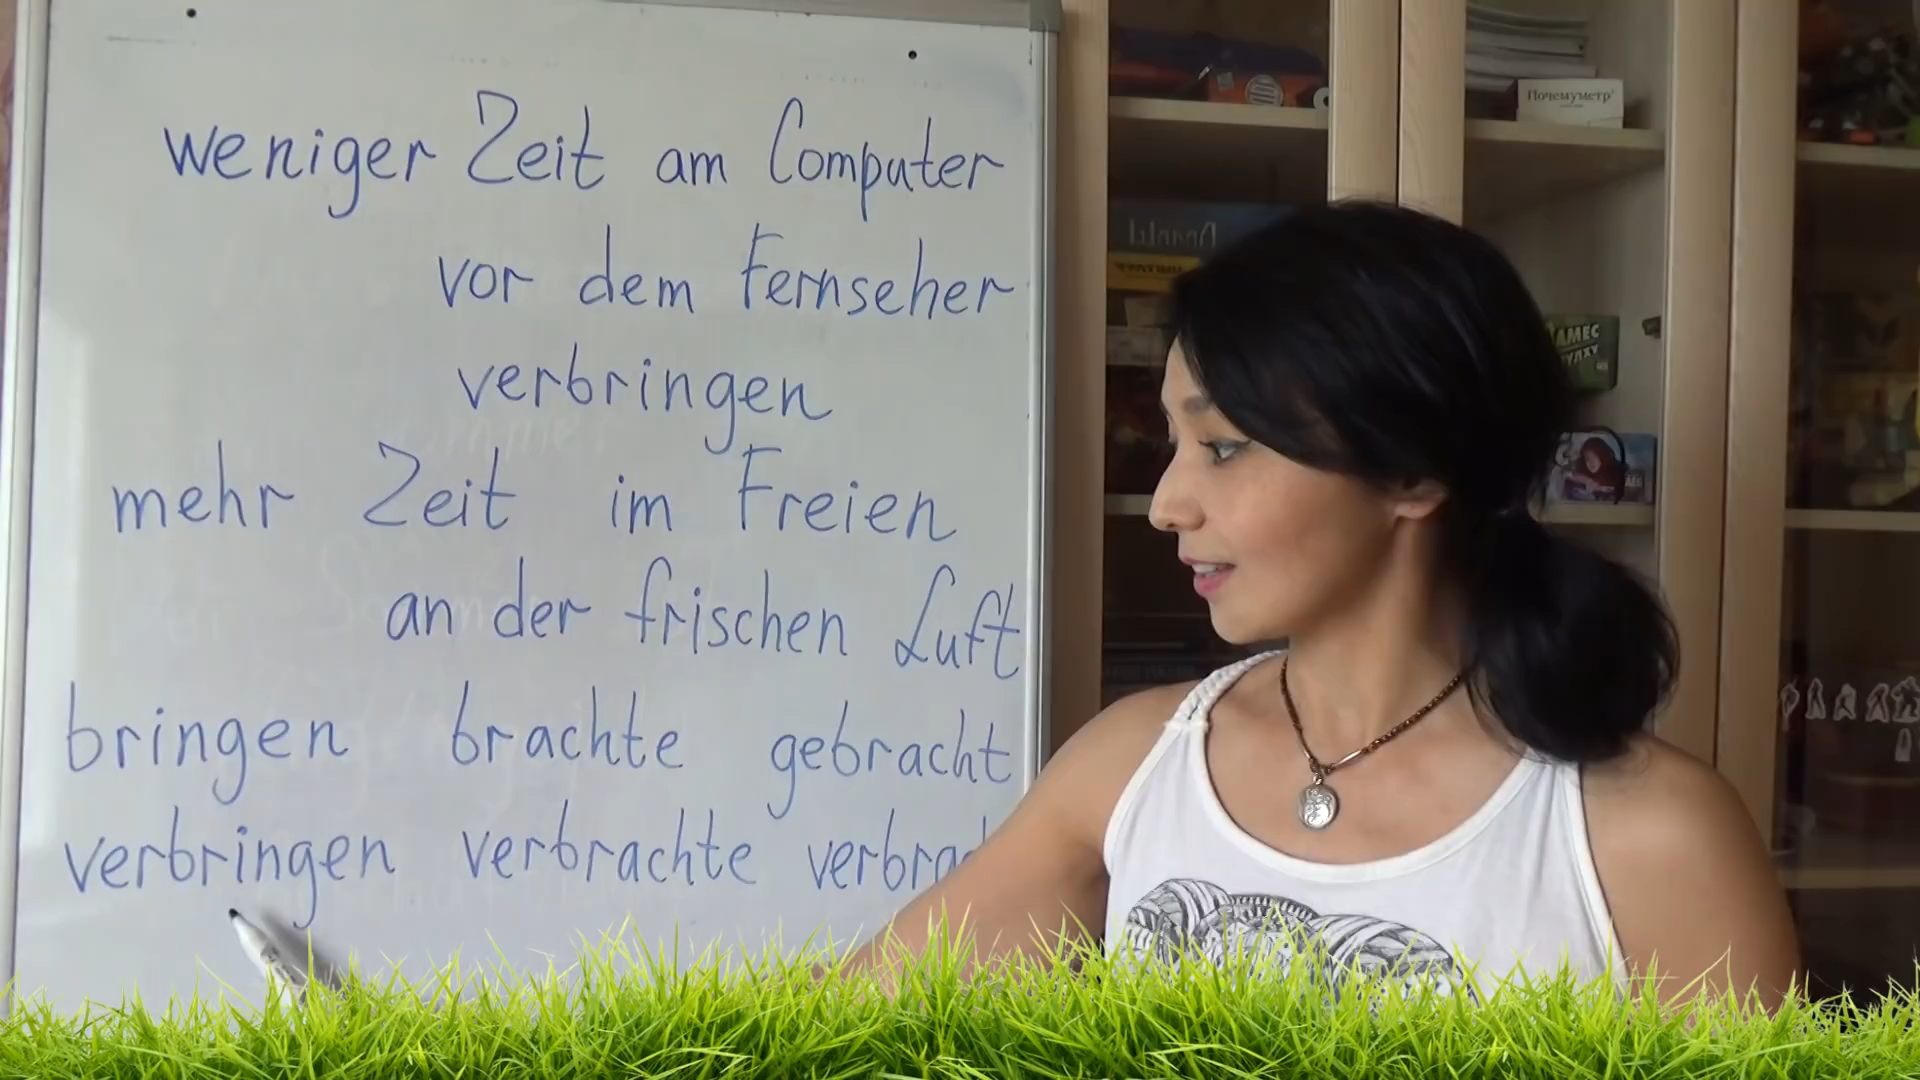 weniger Zeit am Computer
vor dem Fernseher
verbringen
mehr Zeit im Freien
an der frischen Luft
bringen brachte gebracht
verbringen verbrachte
Почемуметр